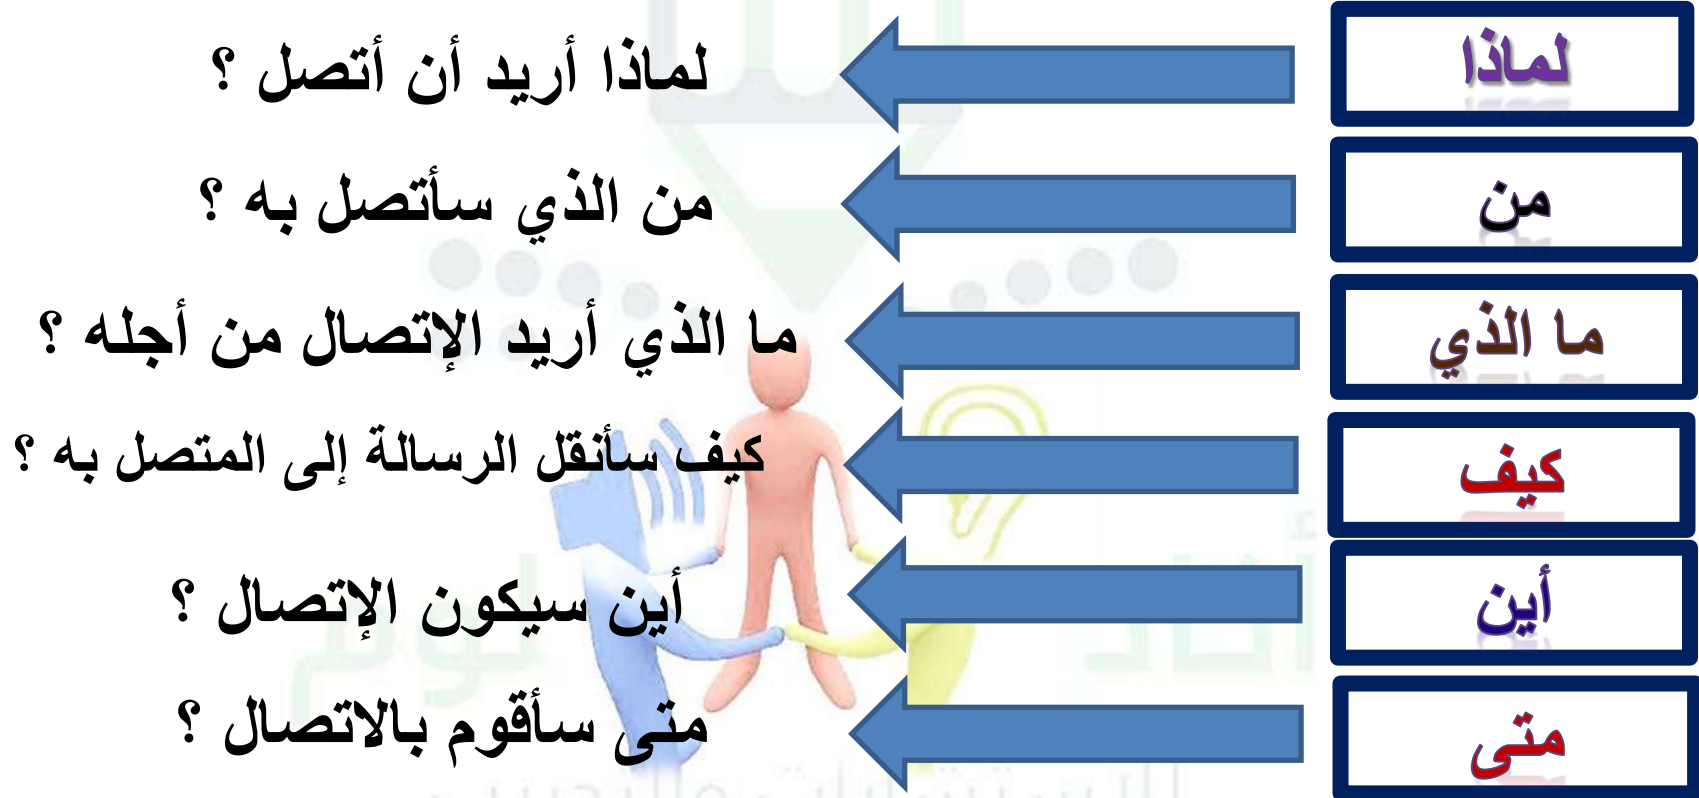 لماذا
لماذا أريد أن أتصل ؟
من
من الذي سأتصل به ؟
ما الذي
ما الذي أريد الإتصال من أجله ؟
كيف
كيف سأنقل الرسالة إلى المتصل به ؟
أين
أين سيكون الإتصال ؟
متى
متى سأقوم بالاتصال ؟